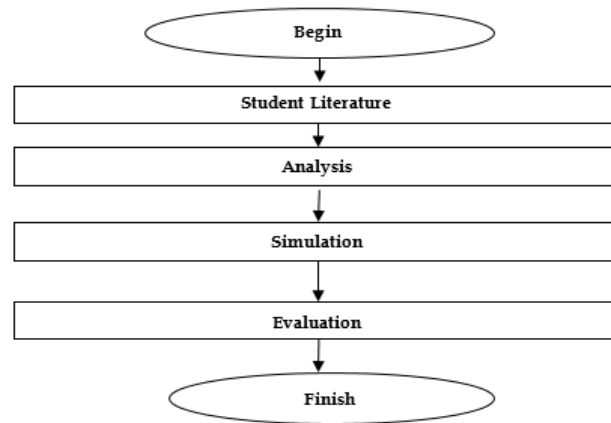 Begin
Student Literature
Analysis
Simulation
Evaluation
Finish